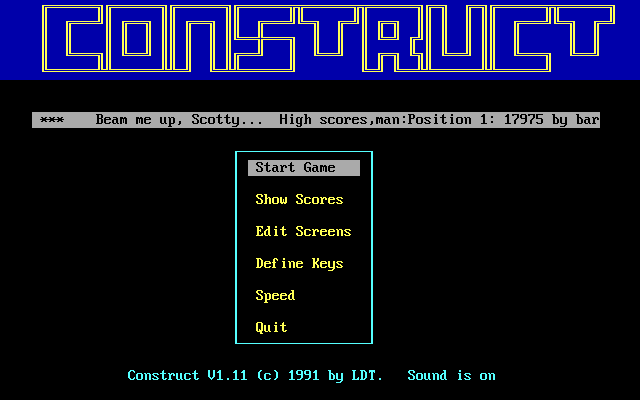 CONSTRUCT
*** Beam me up, Scotty... High scores,man:Position 1: 17975 by bar
Start Game
Show Scores
Edit Screens
Define Keys
Speed
Quit
Construct V1.11 (c) 1991 by LDT. Sound is on